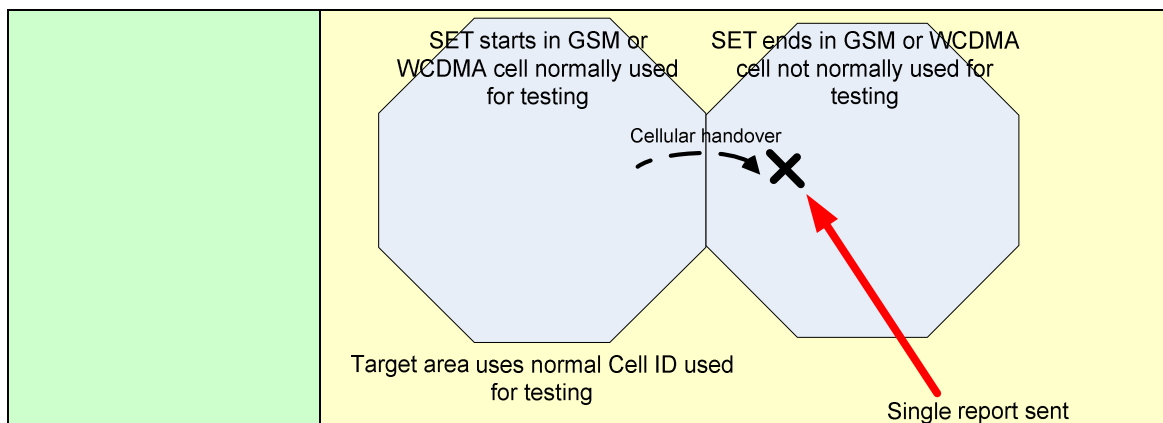 SET starts in GSM or
WCDMA cell normally used
for testing
SET ends in GSM or WCDMA
cell not normally used for
testing
Cellular handover
Target area uses normal Cell ID used
for testing
Single report sent